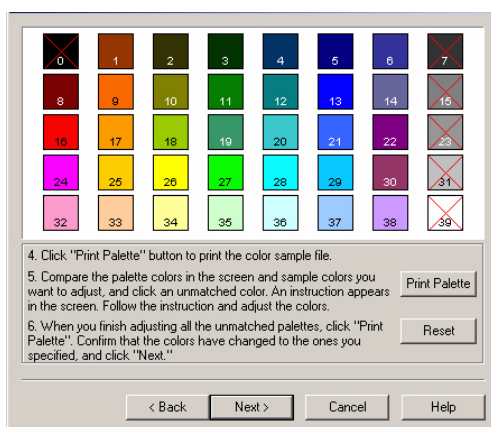 0 1 2 3 4 5 6 7
8 9 10 11 12 13 14 15
16 17 18 19 20 21 22 23
24 25 26 27 28 29 30 31
32 33 34 35 36 37 38 39
4. Click "Print Palette" button to print the color sample file.
5. Compare the palette colors in the screen and sample colors you
want to adjust, and click an unmatched color. An instruction appears
in the screen. Follow the instruction and adjust the colors.
Print Palette
6. When you finish adjusting all the unmatched palettes, click "Print
Palette". Confirm that the colors have changed to the ones you
specified, and click "Next."
Reset
< Back Next > Cancel Help